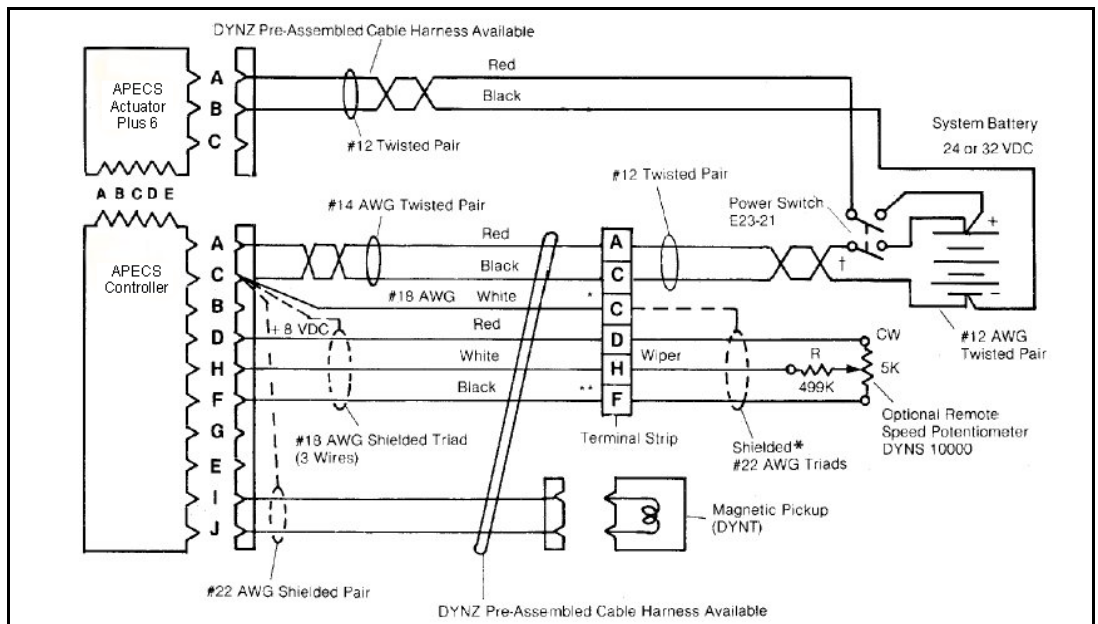 DYNZ Pre-Assembled Cable Harness Available
APECS
Actuator
Plus 6
A
B
C
Red
Black
#12 Twisted Pair
System Battery
24 or 32 VDC
A B C D E
#12 Twisted Pair
Power Switch
E23-21
#14 AWG Twisted Pair
+
-
†
APECS
Controller
A
C
B
D
H
F
G
E
I
J
Red
Black
#18 AWG White
*
+ 8 VDC
Red
White
Black
**
A
C
C
D
H
F
Terminal Strip
Wiper
R
499K
CW
5K
#12 AWG
Twisted Pair
Optional Remote
Speed Potentiometer
DYNS 10000
#18 AWG Shielded Triad
(3 Wires)
Shielded*
#22 AWG Triads
Magnetic Pickup
(DYNT)
#22 AWG Shielded Pair
DYNZ Pre-Assembled Cable Harness Available